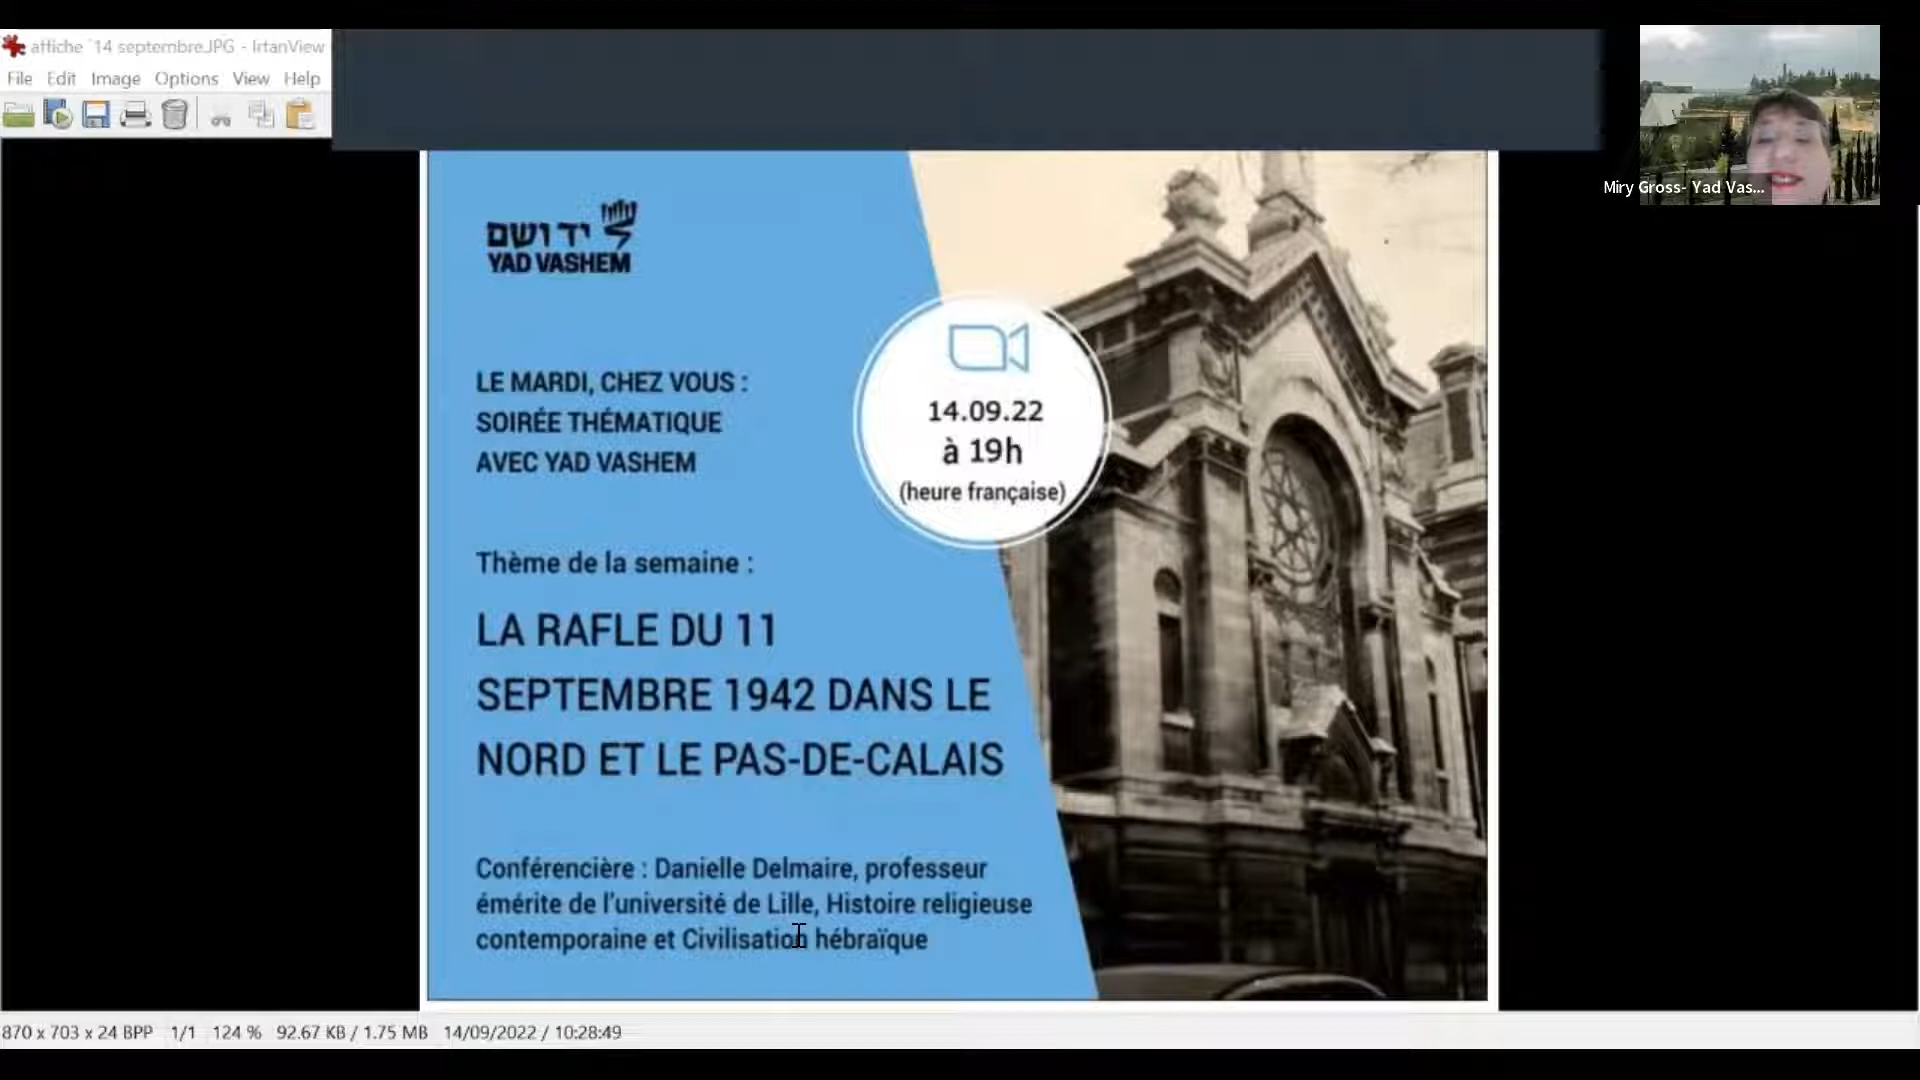 affiche ˋ14 septembre.JPG - IrfanView
File Edit Image Options View Help
Miry Gross- Yad Vas...
יד ושם
YAD VASHEM
LE MARDI, CHEZ VOUS :
SOIRÉE THÉMATIQUE
AVEC YAD VASHEM
14.09.22
à 19h
(heure française)
Thème de la semaine :
LA RAFLE DU 11
SEPTEMBRE 1942 DANS LE
NORD ET LE PAS-DE-CALAIS
Conférencière : Danielle Delmaire, professeur
émérite de l'université de Lille, Histoire religieuse
contemporaine et Civilisation hébraïque
870 x 703 x 24 BPP 1/1 124 % 92.67 KB / 1.75 MB 14/09/2022 / 10:28:49